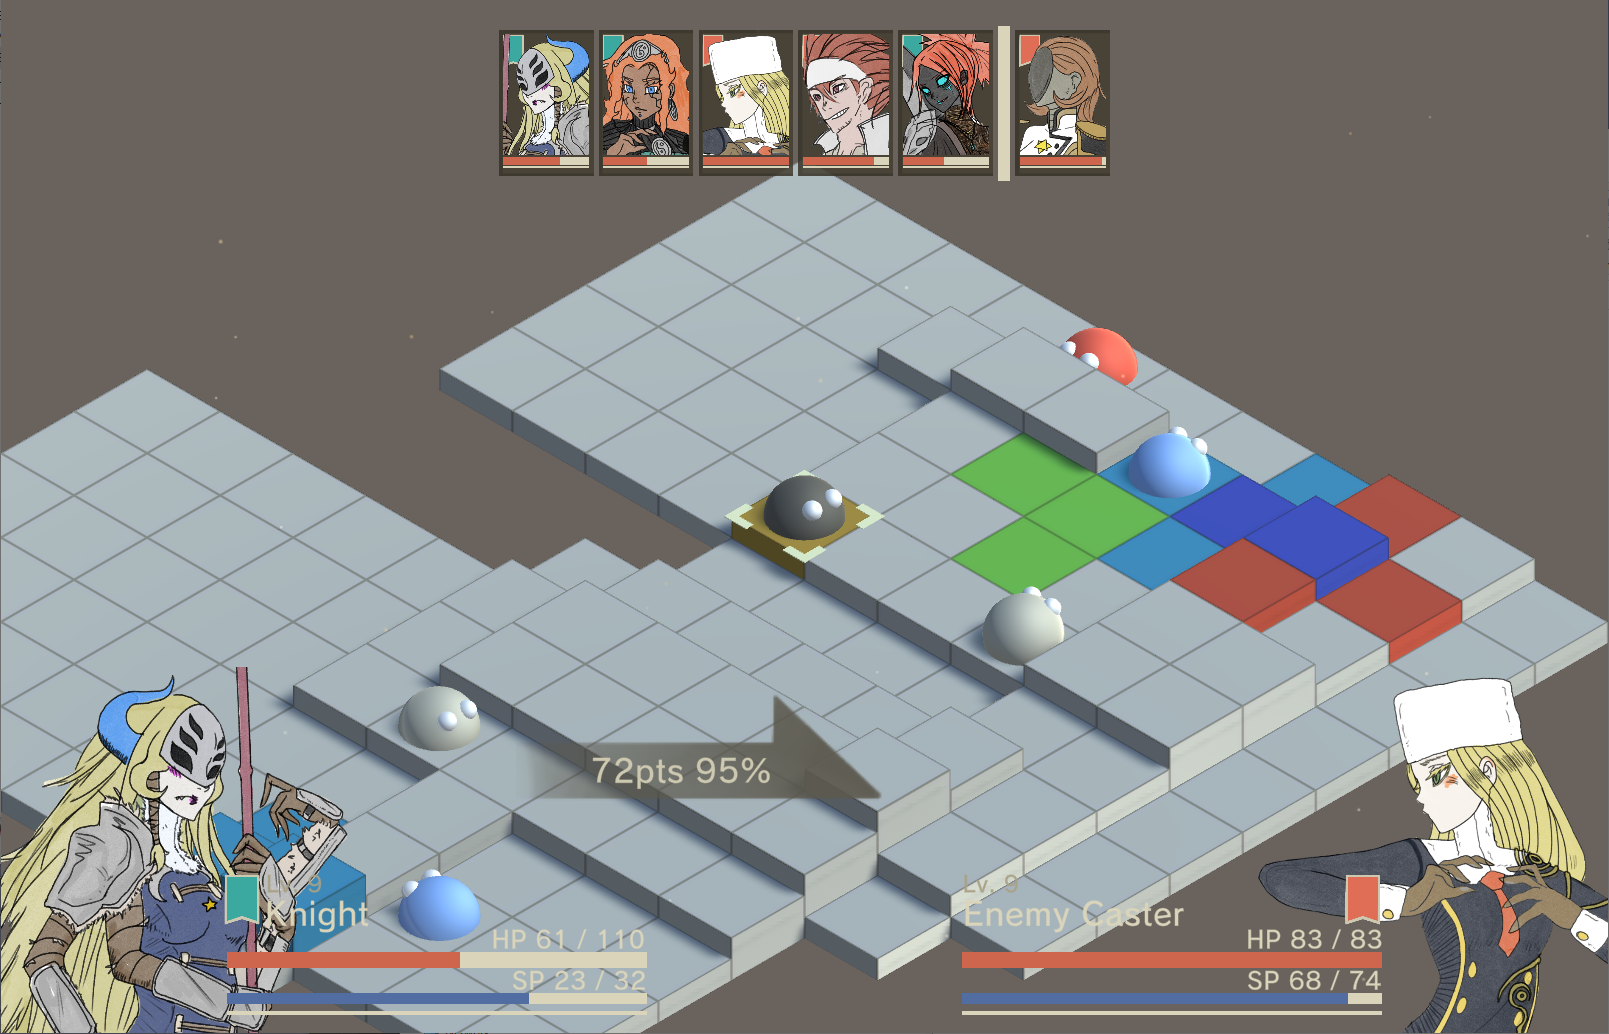 72pts 95%
Lv. 9
Knight
HP 61 / 110
SP 23 / 32
Lv. 9
Enemy Caster
HP 83 / 83
SP 68 / 74